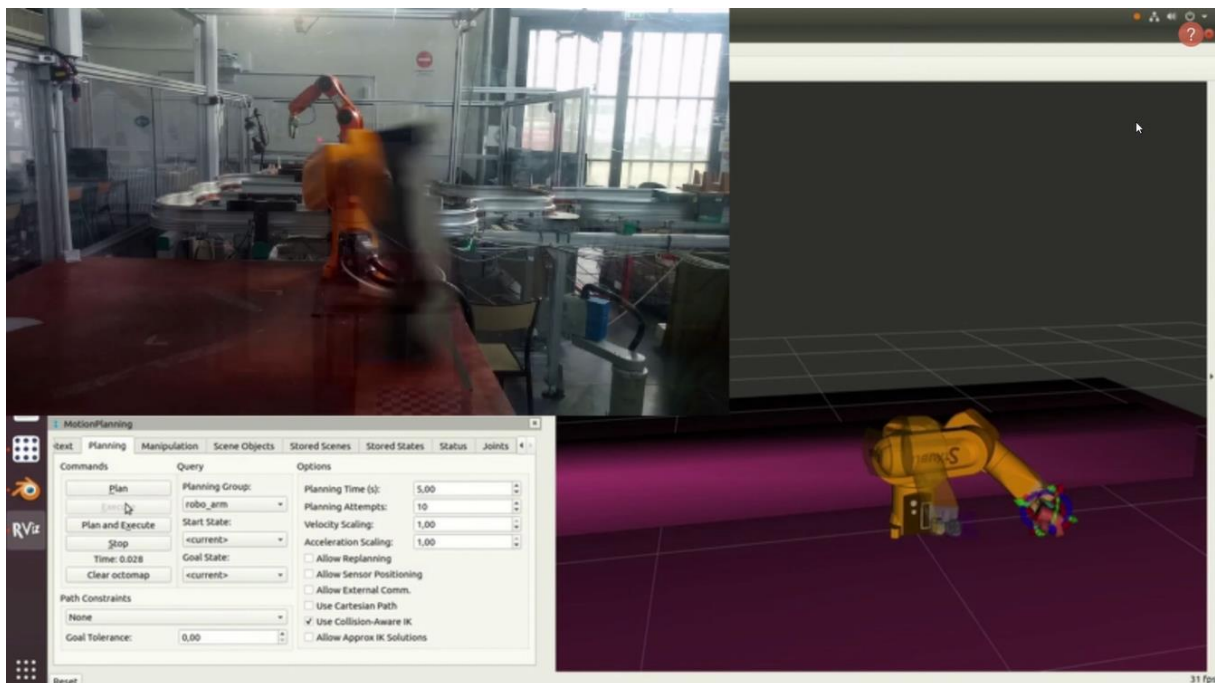 ?
MotionPlanning
text Planning Manipulation Scene Objects Stored Scenes Stored States Status Joints
Commands Query Options
Plan
Planning Group:
Planning Time (s): 5,00
robo_arm
Planning Attempts: 10
Plan and Execute
Start State:
Velocity Scaling: 1,00
Stop
<current>
Acceleration Scaling: 1,00
Time: 0.028
Goal State:
Allow Replanning
Clear octomap
<current>
Allow Sensor Positioning
Allow External Comm.
Path Constraints
Use Cartesian Path
None
Use Collision-Aware IK
Goal Tolerance: 0,00
Allow Approx IK Solutions
Reset
RViz
31 fps